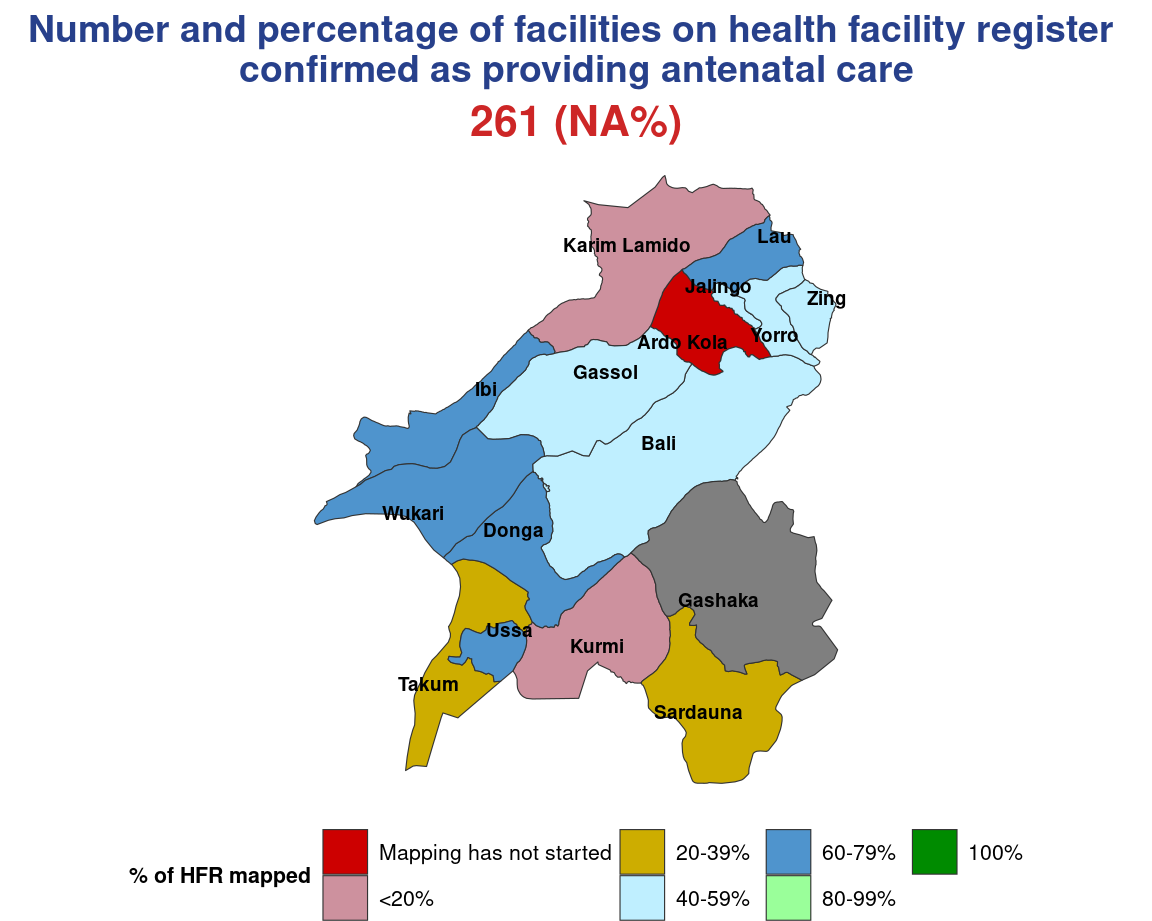 Number and percentage of facilities on health facility register
confirmed as providing antenatal care
261 (NA%)
Karim Lamido
Lau
Jalingo
Zing
Yorro
Ardo Kola
Gassol
Ibi
Bali
Wukari
Donga
Gashaka
Ussa
Kurmi
Takum
Sardauna
% of HFR mapped
Mapping has not started
<20%
20-39%
40-59%
60-79%
80-99%
100%